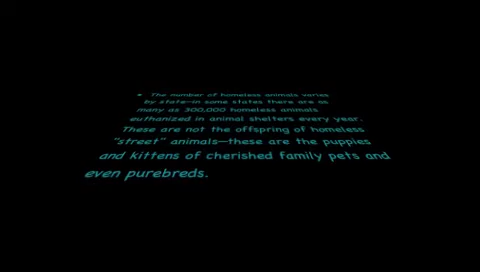 • The number of homeless animals varies
by state—in some states there are as
many as 300,000 homeless animals
euthanized in animal shelters every year.
These are not the offspring of homeless
"street" animals—these are the puppies
and kittens of cherished family pets and
even purebreds.